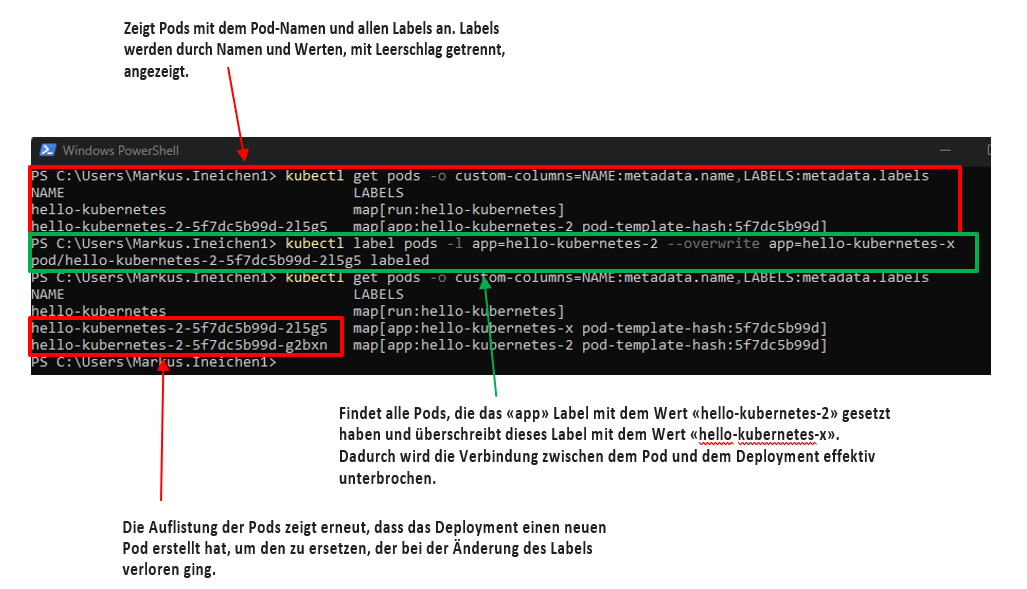 Zeigt Pods mit dem Pod-Namen und allen Labels an. Labels
werden durch Namen und Werten, mit Leerschlag getrennt,
angezeigt.
Windows PowerShell
PS C:\Users\Markus.Ineichen1> kubectl get pods -o custom-columns=NAME:metadata.name,LABELS:metadata.labels
NAME LABELS
hello-kubernetes map[run:hello-kubernetes]
hello-kubernetes-2-5f7dc5b99d-2l5g5 map[app:hello-kubernetes-2 pod-template-hash:5f7dc5b99d]
PS C:\Users\Markus.Ineichen1> kubectl label pods -l app=hello-kubernetes-2 --overwrite app=hello-kubernetes-x
pod/hello-kubernetes-2-5f7dc5b99d-2l5g5 labeled
PS C:\Users\Markus.Ineichen1> kubectl get pods -o custom-columns=NAME:metadata.name,LABELS:metadata.labels
NAME LABELS
hello-kubernetes map[run:hello-kubernetes]
hello-kubernetes-2-5f7dc5b99d-2l5g5 map[app:hello-kubernetes-x pod-template-hash:5f7dc5b99d]
hello-kubernetes-2-5f7dc5b99d-g2bxn map[app:hello-kubernetes-2 pod-template-hash:5f7dc5b99d]
PS C:\Users\Markus.Ineichen1>
Findet alle Pods, die das «app» Label mit dem Wert «hello-kubernetes-2» gesetzt
haben und überschreibt dieses Label mit dem Wert «hello-kubernetes-x».
Dadurch wird die Verbindung zwischen dem Pod und dem Deployment effektiv
unterbrochen.
Die Auflistung der Pods zeigt erneut, dass das Deployment einen neuen
Pod erstellt hat, um den zu ersetzen, der bei der Änderung des Labels
verloren ging.